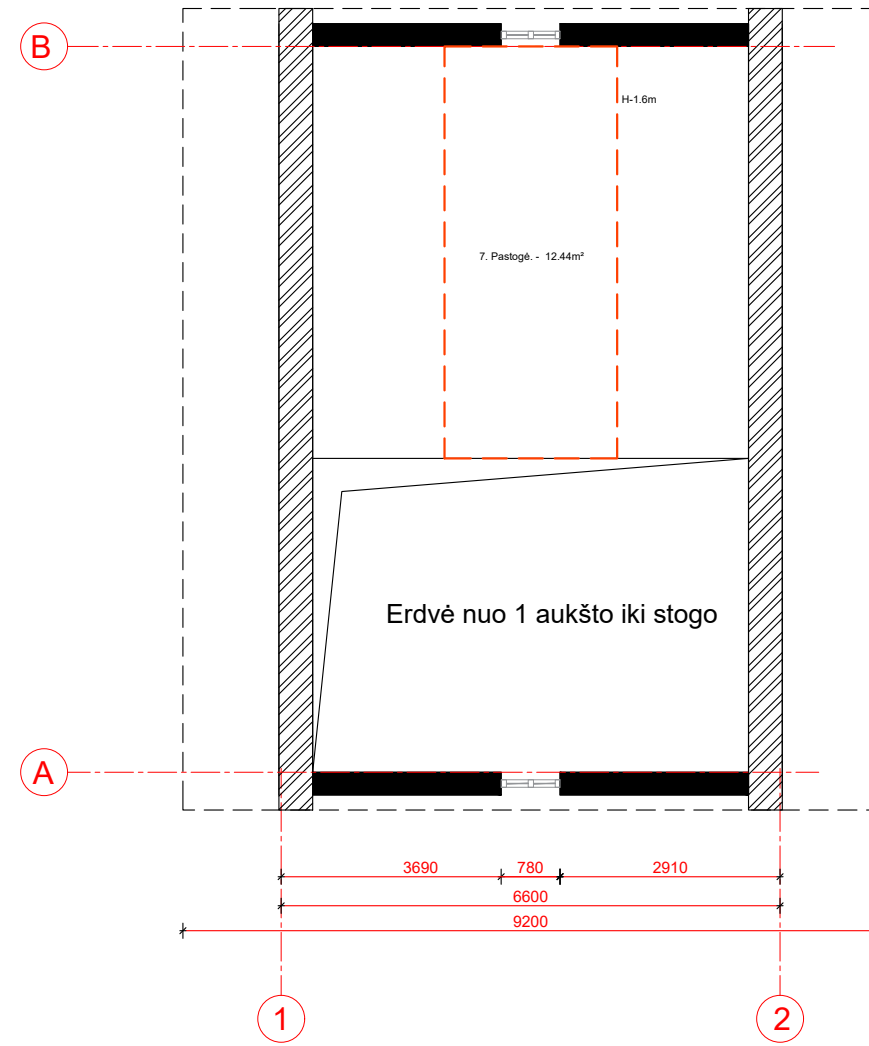 B
H-1.6m
7. Pastogė. - 12.44m²
Erdvė nuo 1 aukšto iki stogo
A
3690 780 2910
6600
9200
1 2